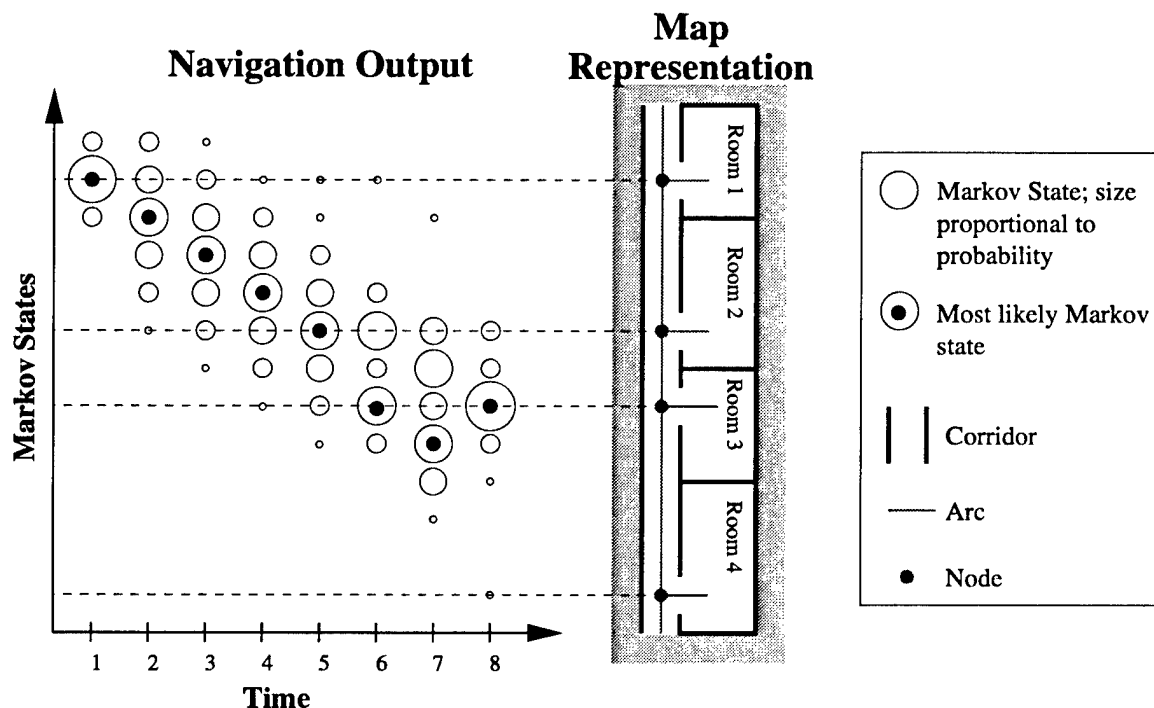 Navigation Output
Map
Representation
Markov States
1 2 3 4 5 6 7 8
Time
Room 1
Room 2
Room 3
Room 4
Markov State; size
proportional to
probability
Most likely Markov
state
Corridor
Arc
Node